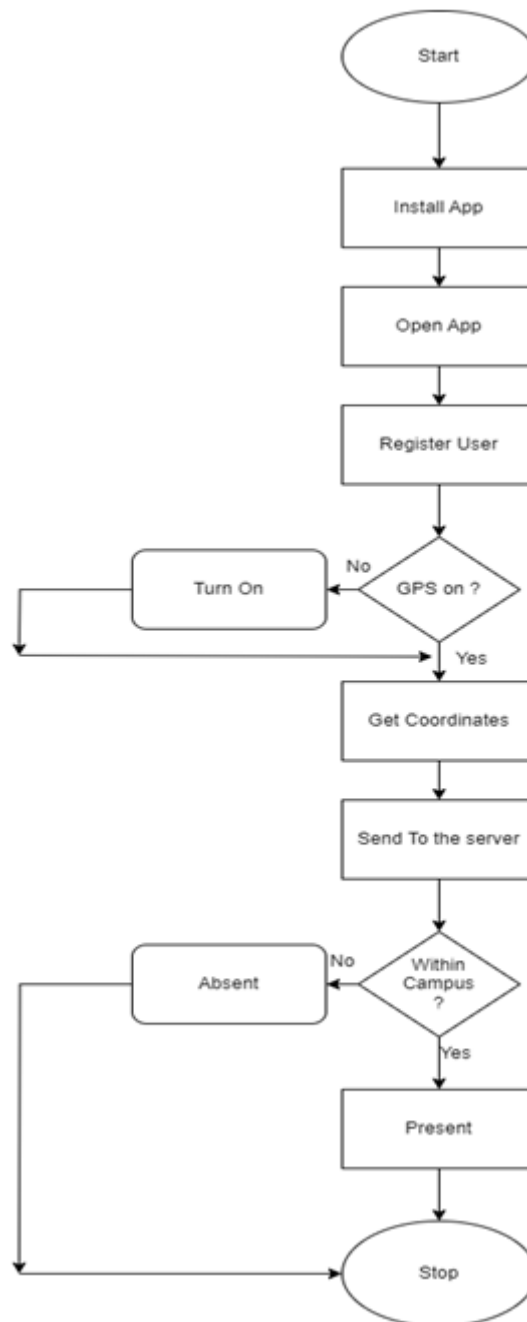 Start
Install App
Open App
Register User
No
Turn On
GPS on ?
Yes
Get Coordinates
Send To the server
No
Absent
Within
Campus
?
Yes
Present
Stop